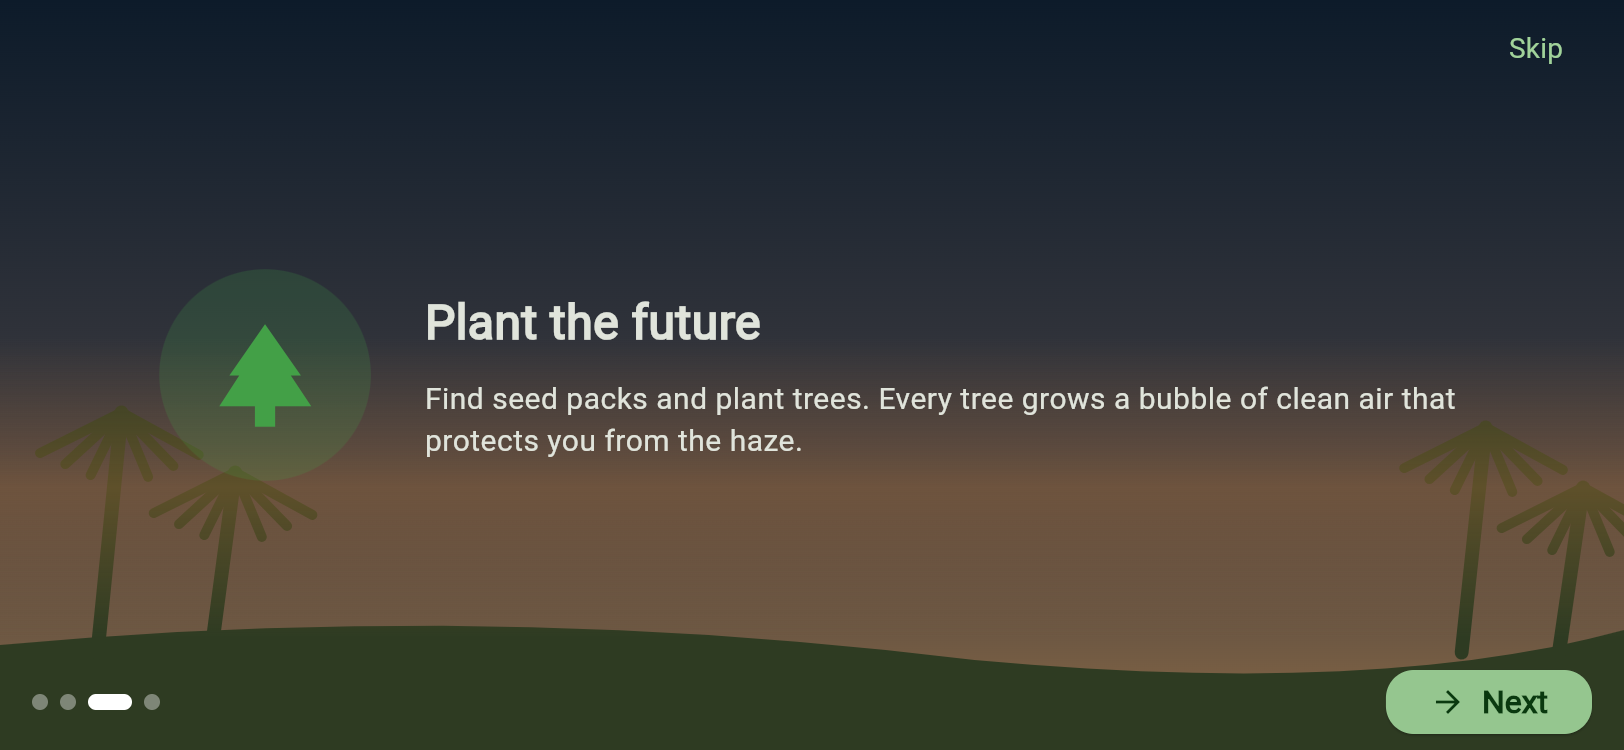 Skip
Plant the future
Find seed packs and plant trees. Every tree grows a bubble of clean air that
protects you from the haze.
Next